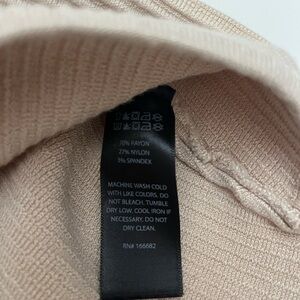 70% RAYON
27% NYLON
3% SPANDEX
MACHINE WASH COLD
WITH LIKE COLORS. DO
NOT BLEACH. TUMBLE
DRY LOW. COOL IRON IF
NECESSARY. DO NOT
DRY CLEAN.
RN# 166682